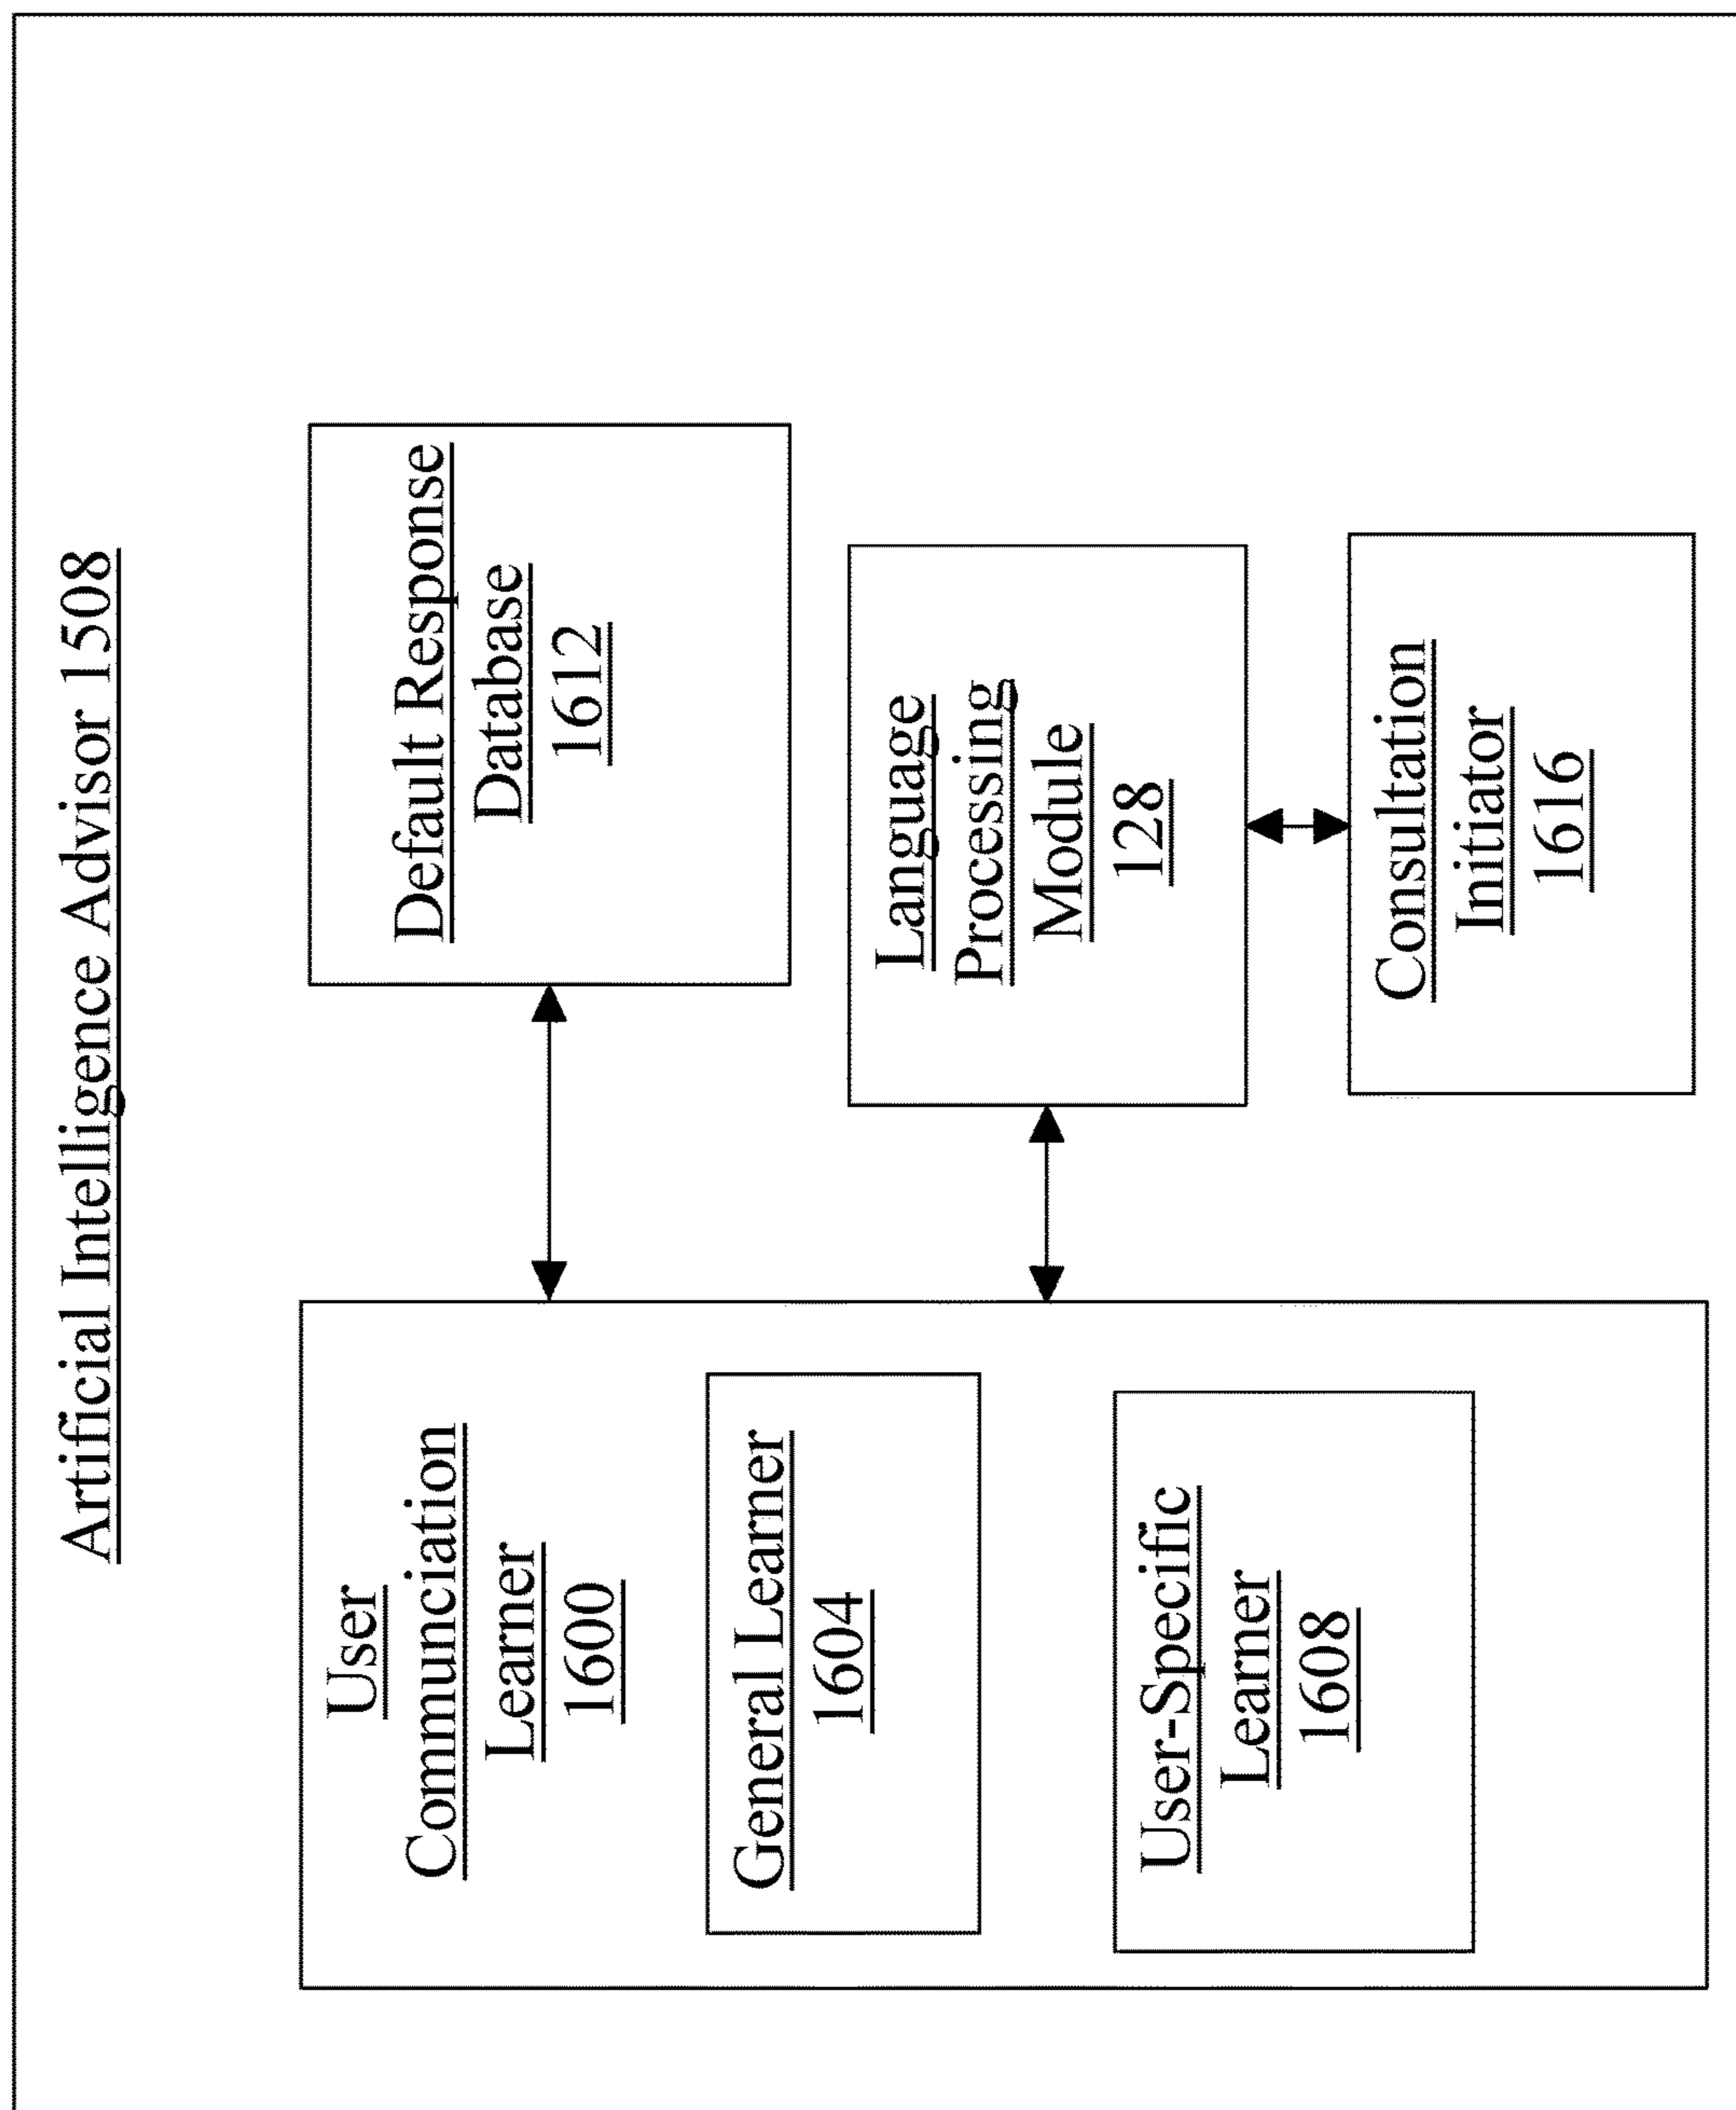 Artificial Intelligence Advisor 1508
User
Communciation
Learner
1600
General Learner
1604
User-Specific
Learner
1608
Default Response
Database
1612
Language
Processing
Module
128
Consultation
Initiator
1616